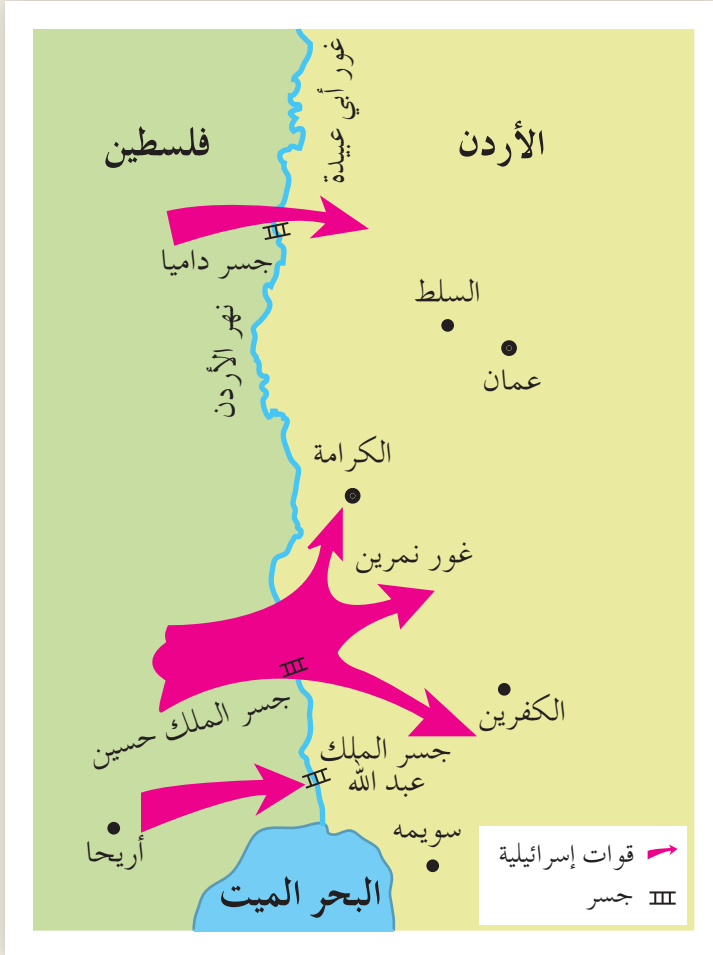 غور أبي عبيدة
الأردن
فلسطين
جسر داميا
السلط
نهر الأردن
عمان
الكرامة
غور نمرين
الكفرين
جسر الملك حسين
جسر الملك
عبد الله
سويمه
أريحا
البحر الميت
قوات إسرائيلية
جسر